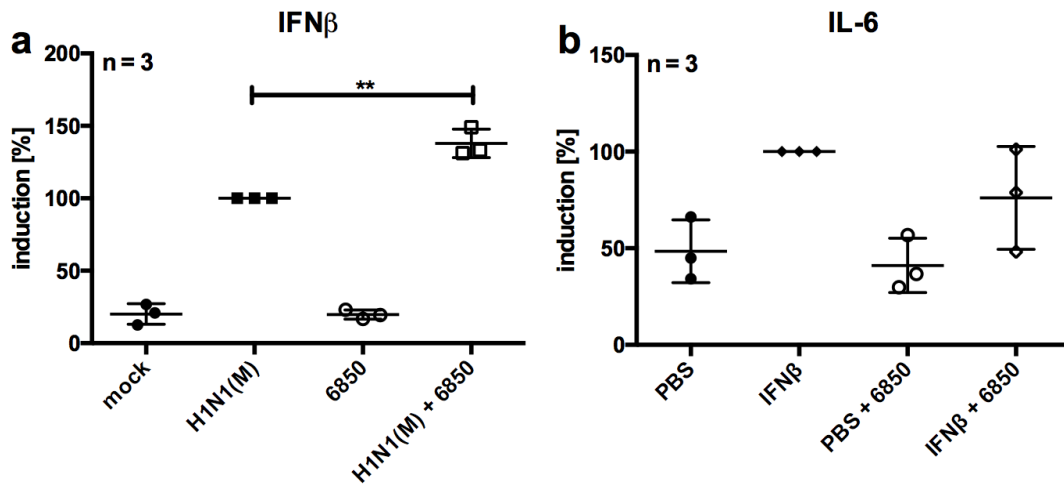 a
IFNβ
n = 3
**
induction [%]
200
150
100
50
0
mock
H1N1(M)
6850
H1N1(M) + 6850
b
IL-6
n = 3
induction [%]
150
100
50
0
PBS
IFNβ
PBS + 6850
IFNβ + 6850